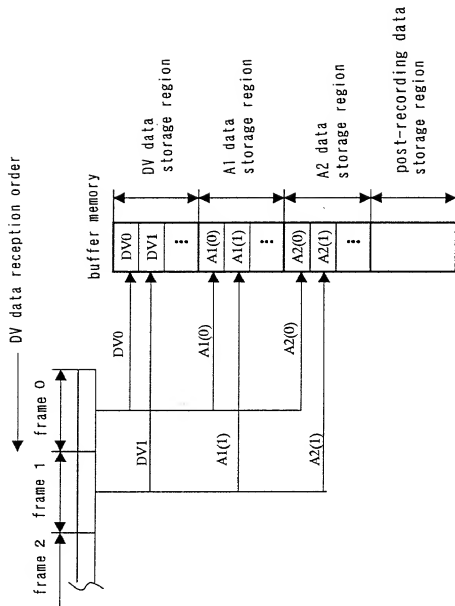 DV data reception order
frame 2
frame 1
frame 0
buffer memory
DV0
DV1
⋮
A1(0)
A1(1)
⋮
A2(0)
A2(1)
⋮
DV0
DV1
A1(0)
A1(1)
A2(0)
A2(1)
DV data
storage region
A1 data
storage region
A2 data
storage region
post-recording data
storage region